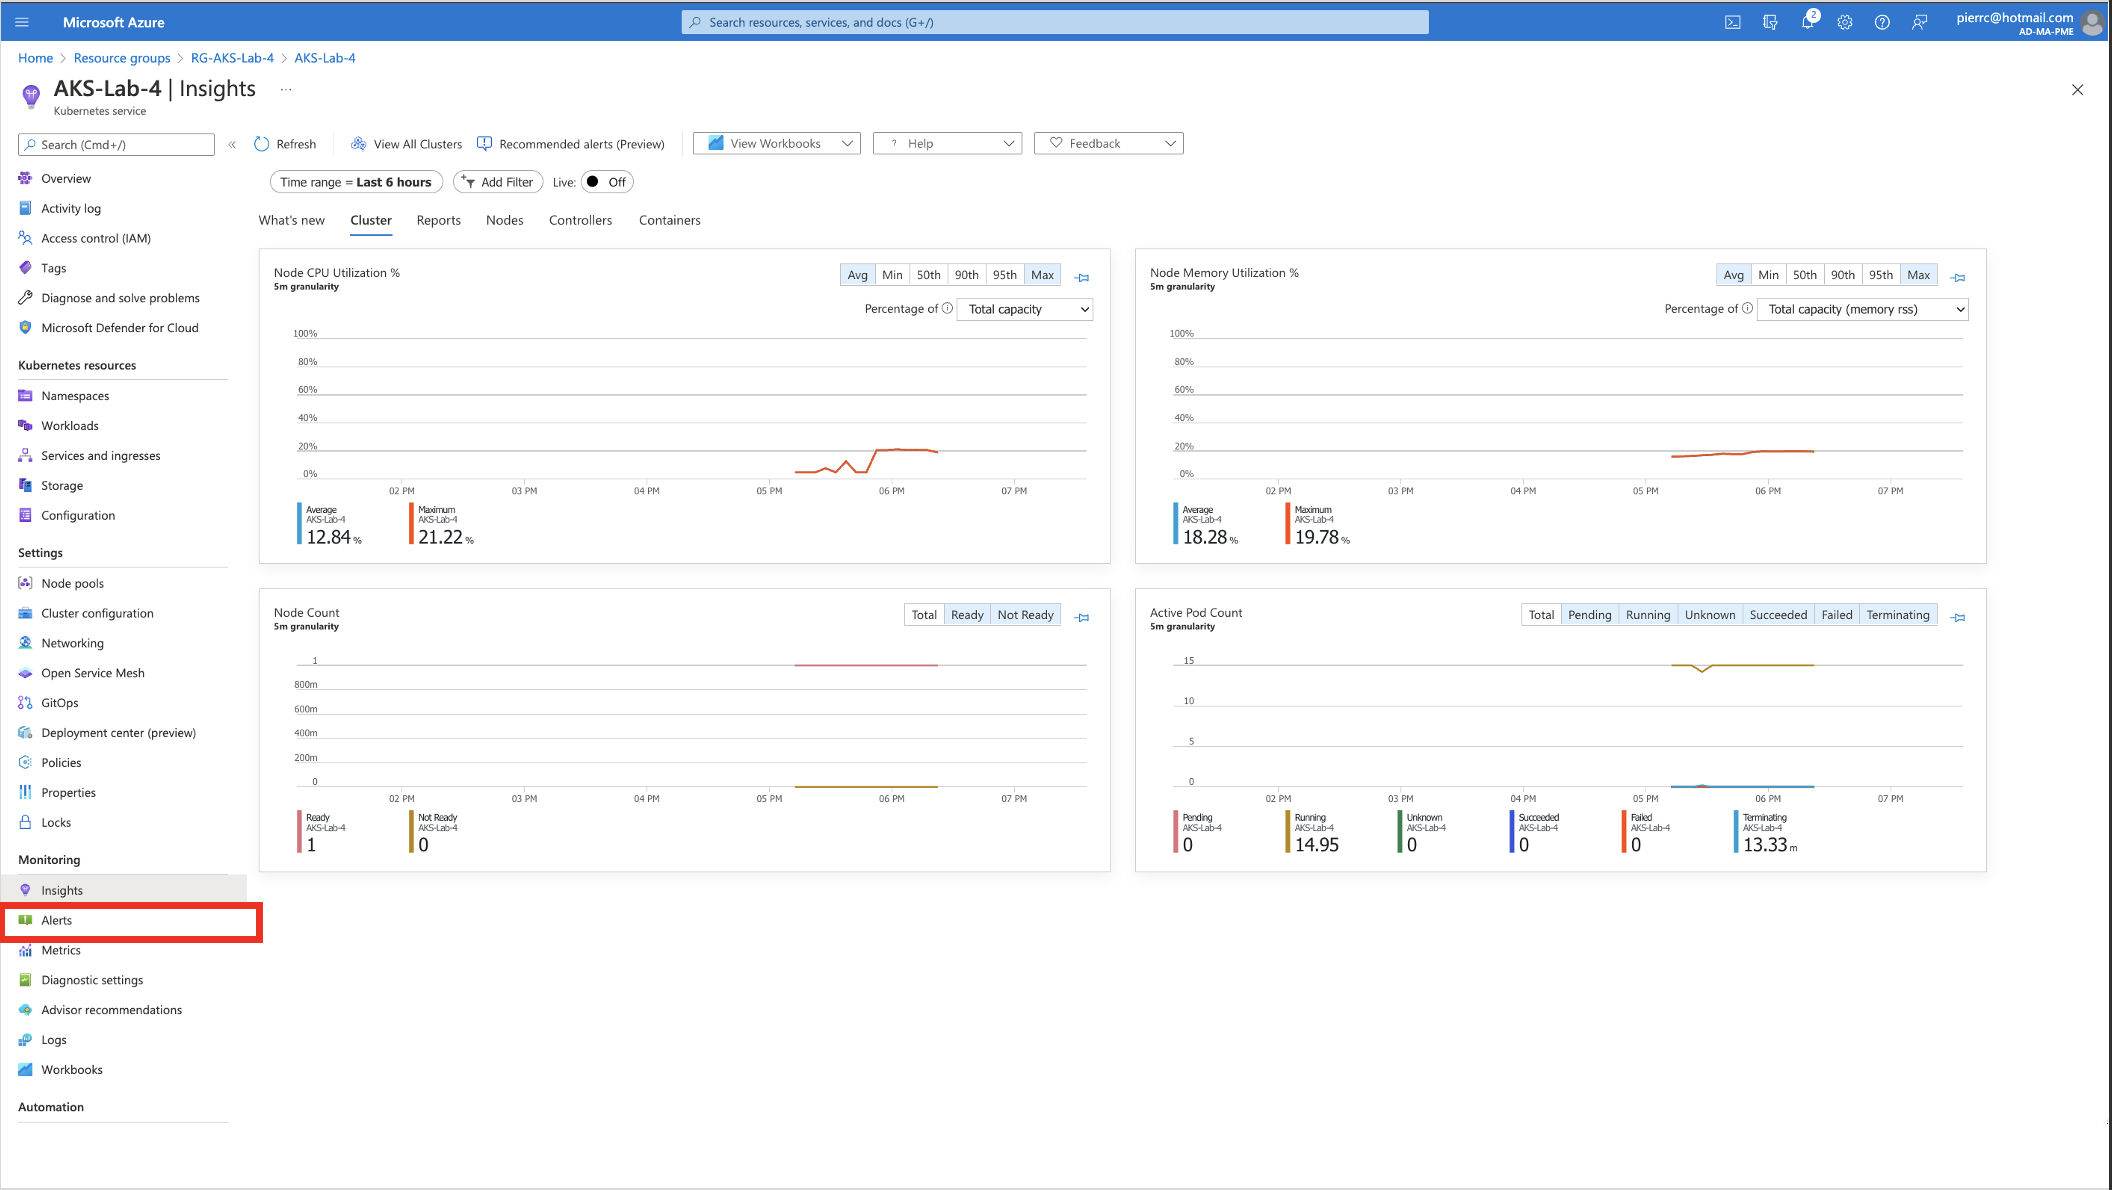 Microsoft Azure
Search resources, services, and docs (G+/)
2
pierrc@hotmail.com
AD-MA-PME
Home > Resource groups > RG-AKS-Lab-4 > AKS-Lab-4
AKS-Lab-4 | Insights ...
Kubernetes service
Search (Cmd+/)
«
Overview
Activity log
Access control (IAM)
Tags
Diagnose and solve problems
Microsoft Defender for Cloud
Kubernetes resources
Namespaces
Workloads
Services and ingresses
Storage
Configuration
Settings
Node pools
Cluster configuration
Networking
Open Service Mesh
GitOps
Deployment center (preview)
Policies
Properties
Locks
Monitoring
Insights
Alerts
Metrics
Diagnostic settings
Advisor recommendations
Logs
Workbooks
Automation
Refresh View All Clusters Recommended alerts (Preview) View Workbooks ? Help Feedback
Time range = Last 6 hours Add Filter Live: Off
What's new Cluster Reports Nodes Controllers Containers
Node CPU Utilization %
5m granularity
Avg Min 50th 90th 95th Max
Percentage of Total capacity
100%
80%
60%
40%
20%
0%
02 PM 03 PM 04 PM 05 PM 06 PM 07 PM
Average
AKS-Lab-4
12.84 %
Maximum
AKS-Lab-4
21.22 %
Node Memory Utilization %
5m granularity
Avg Min 50th 90th 95th Max
Percentage of Total capacity (memory rss)
100%
80%
60%
40%
20%
0%
02 PM 03 PM 04 PM 05 PM 06 PM 07 PM
Average
AKS-Lab-4
18.28 %
Maximum
AKS-Lab-4
19.78 %
Node Count
5m granularity
Total Ready Not Ready
1
800m
600m
400m
200m
0
02 PM 03 PM 04 PM 05 PM 06 PM 07 PM
Ready
AKS-Lab-4
1
Not Ready
AKS-Lab-4
0
Active Pod Count
5m granularity
Total Pending Running Unknown Succeeded Failed Terminating
15
10
5
0
02 PM 03 PM 04 PM 05 PM 06 PM 07 PM
Pending
AKS-Lab-4
0
Running
AKS-Lab-4
14.95
Unknown
AKS-Lab-4
0
Succeeded
AKS-Lab-4
0
Failed
AKS-Lab-4
0
Terminating
AKS-Lab-4
13.33 m